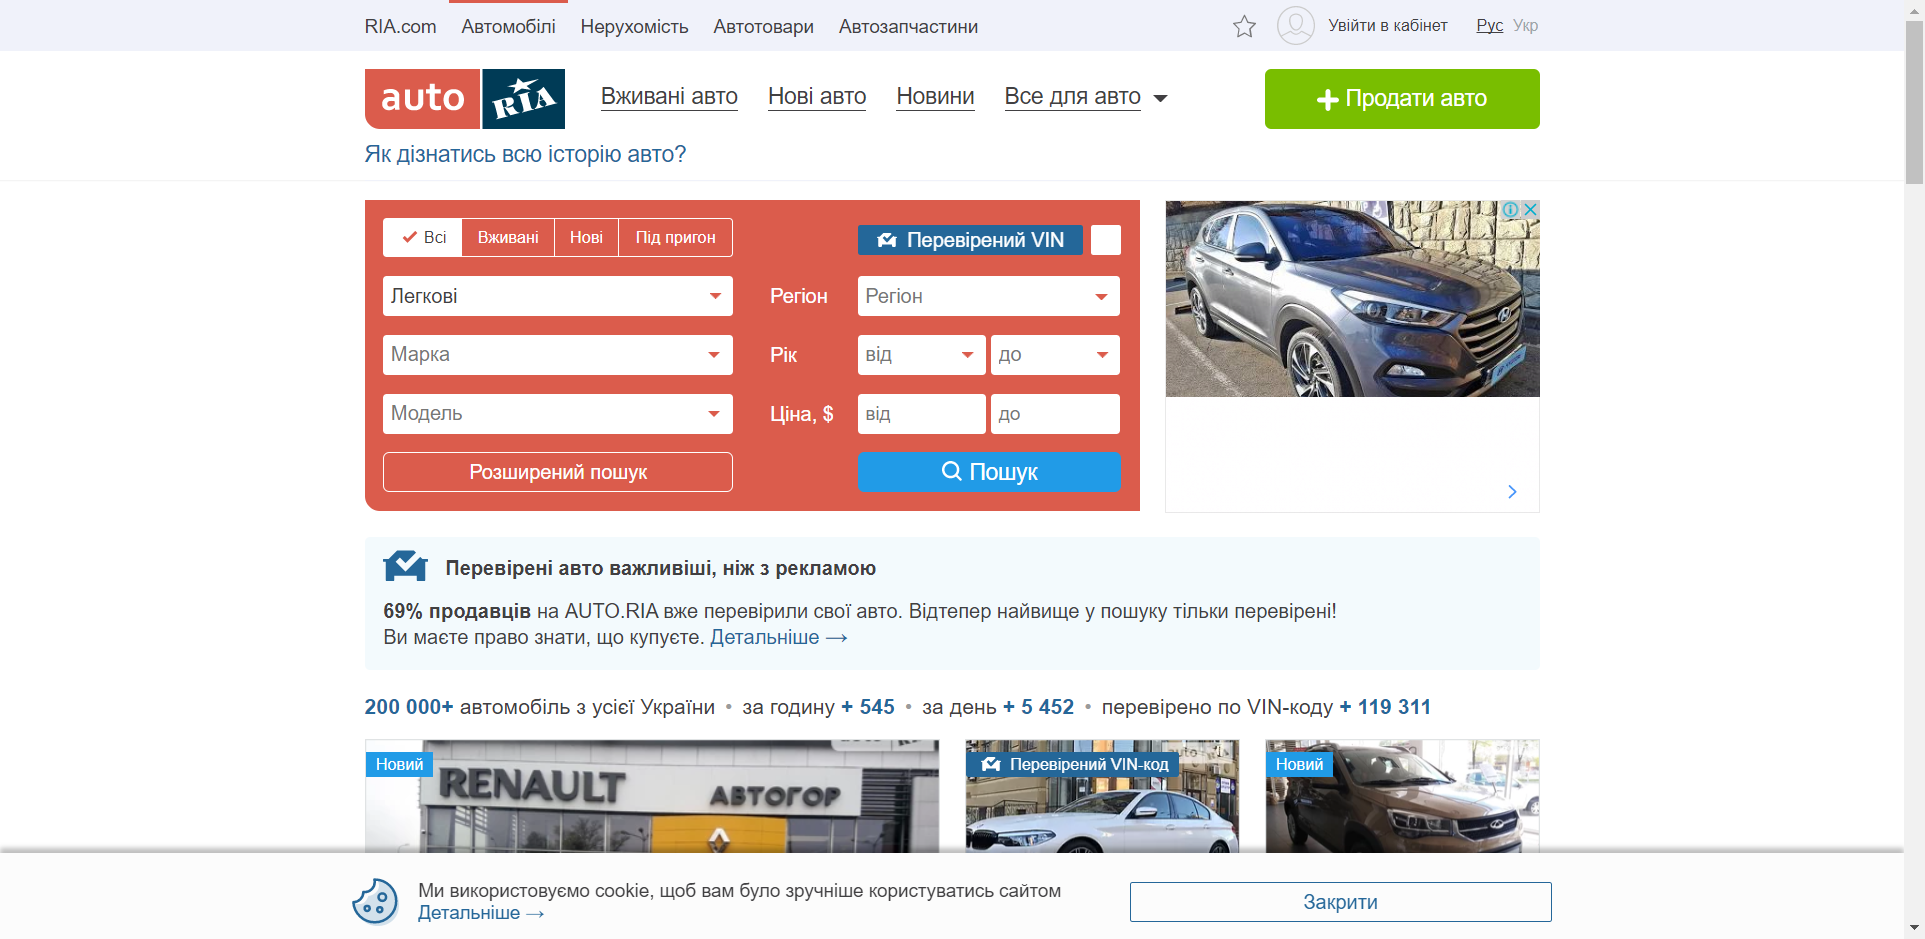 RIA.com Автомобілі Нерухомість Автотовари Автозапчастини Увійти в кабінет Рус Укр
auto RIA Вживані авто Нові авто Новини Все для авто Продати авто
Як дізнатись всю історію авто?
Всі Вживані Нові Під пригон Перевірений VIN
Легкові Регіон Регіон
Марка Рік від до
Модель Ціна, $ від до
Розширений пошук Пошук
Перевірені авто важливіші, ніж з рекламою
69% продавців на AUTO.RIA вже перевірили свої авто. Відтепер найвище у пошуку тільки перевірені!
Ви маєте право знати, що купуєте. Детальніше →
200 000+ автомобіль з усієї України • за годину + 545 • за день + 5 452 • перевірено по VIN-коду + 119 311
Новий Перевірений VIN-код Новий
RENAULT АВТОГОР
Ми використовуємо cookie, щоб вам було зручніше користуватись сайтом
Детальніше →
Закрити